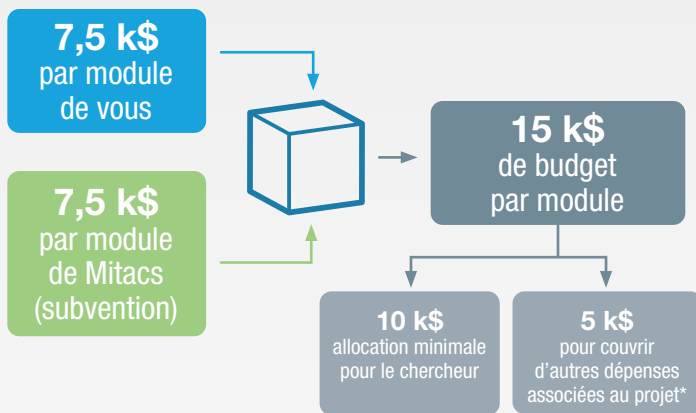 7,5 k$
par module
de vous
7,5 k$
par module
de Mitacs
(subvention)
15 k$
de budget
par module
10 k$
allocation minimale
pour le chercheur
5 k$
pour couvrir
d'autres dépenses
associées au projet*